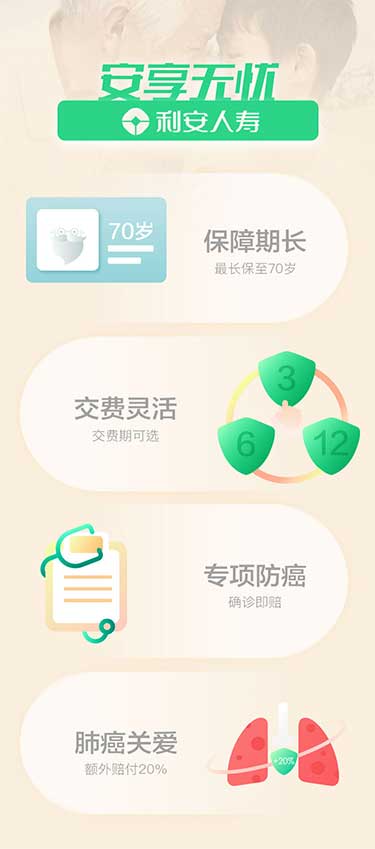 安享无忧
利安人寿
70岁
保障期长
最长保至70岁
交费灵活
交费期可选
3
6
12
专项防癌
确诊即赔
肺癌关爱
额外赔付20%
+20%